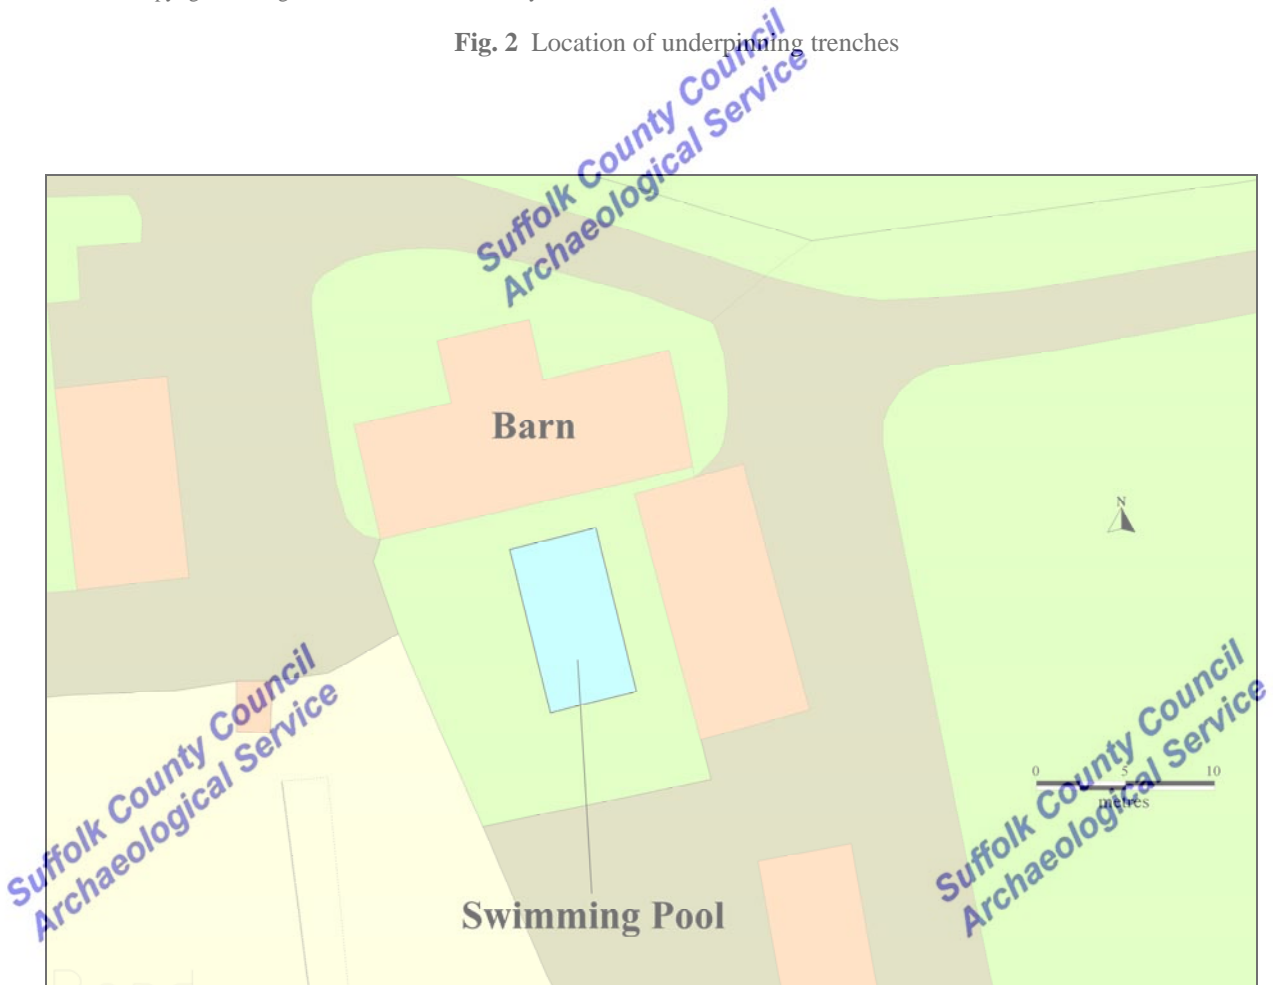 Fig. 2 Location of underpinning trenches
Suffolk County Council
Archaeological Service
Barn
N
0 5 10
metres
Suffolk County Council
Archaeological Service
Suffolk County Council
Archaeological Service
Swimming Pool